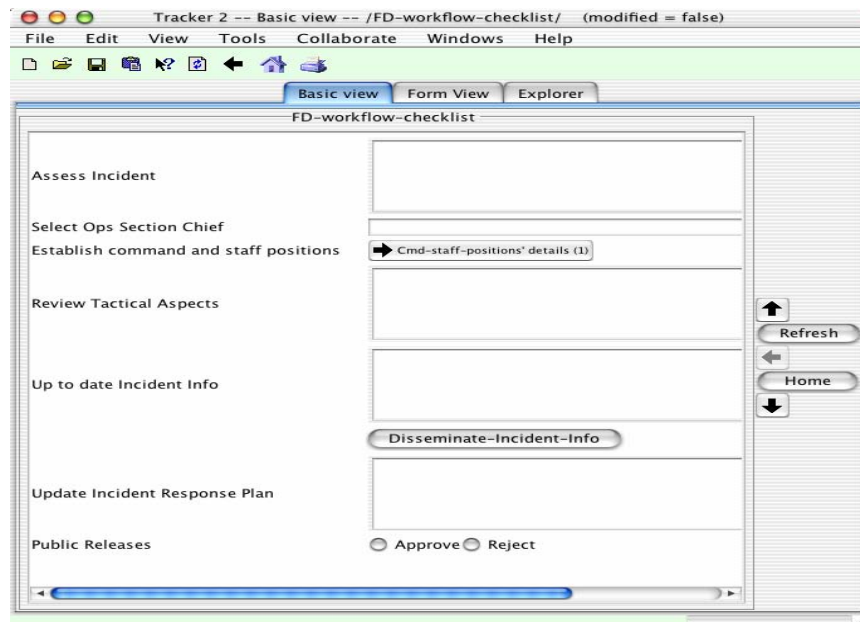 Tracker 2 -- Basic view -- /FD-workflow-checklist/ (modified = false)
File Edit View Tools Collaborate Windows Help
Basic view Form View Explorer
FD-workflow-checklist
Assess Incident
Select Ops Section Chief
Establish command and staff positions Cmd-staff-positions' details (1)
Review Tactical Aspects
Refresh
Up to date Incident Info
Home
Disseminate-Incident-Info
Update Incident Response Plan
Public Releases Approve Reject